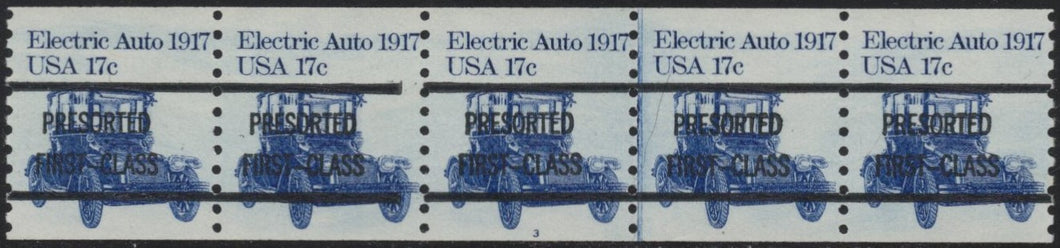 Electric Auto 1917 Electric Auto 1917 Electric Auto 1917 Electric Auto 1917 Electric Auto 1917
USA 17c USA 17c USA 17c USA 17c USA 17c
PRESORTED PRESORTED PRESORTED PRESORTED PRESORTED
FIRST-CLASS FIRST-CLASS FIRST-CLASS FIRST-CLASS FIRST-CLASS
3